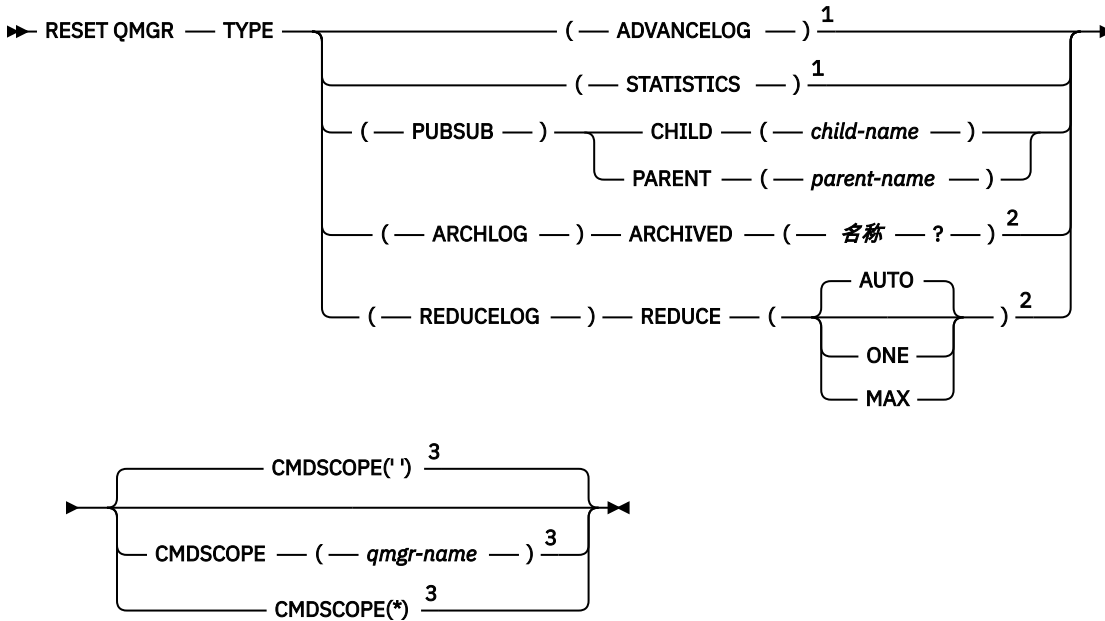 RESET QMGR TYPE ( ADVANCELOG ) 1
( STATISTICS ) 1
( PUBSUB ) CHILD ( child-name )
PARENT ( parent-name )
( ARCHLOG ) ARCHIVED ( 名称 ? ) 2
AUTO
( REDUCELOG ) REDUCE ( ) 2
ONE
MAX
CMDSCOPE(' ') 3
CMDSCOPE ( qmgr-name ) 3
CMDSCOPE(*) 3